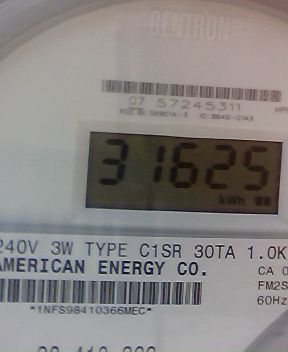 CENTRON®
07 57245311
31625
kWh
240V 3W TYPE C1SR 30TA 1.0K
AMERICAN ENERGY CO.
CA 0
FM2S
60Hz
*1NFS98410366MEC*